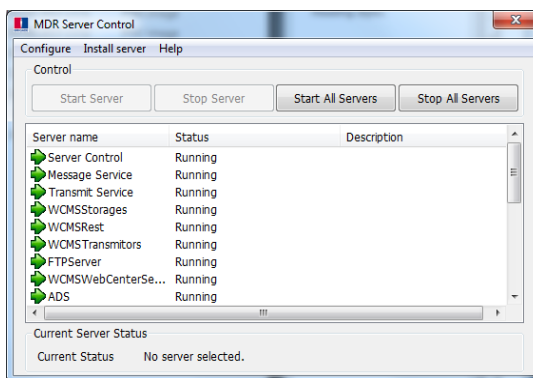 MDR Server Control
Configure Install server Help
Control
Start Server Stop Server Start All Servers Stop All Servers
Server name Status Description
Server Control Running
Message Service Running
Transmit Service Running
WCMSStorages Running
WCMSRest Running
WCMSTransmitors Running
FTPServer Running
WCMSWebCenterSe... Running
ADS Running
Current Server Status
Current Status No server selected.